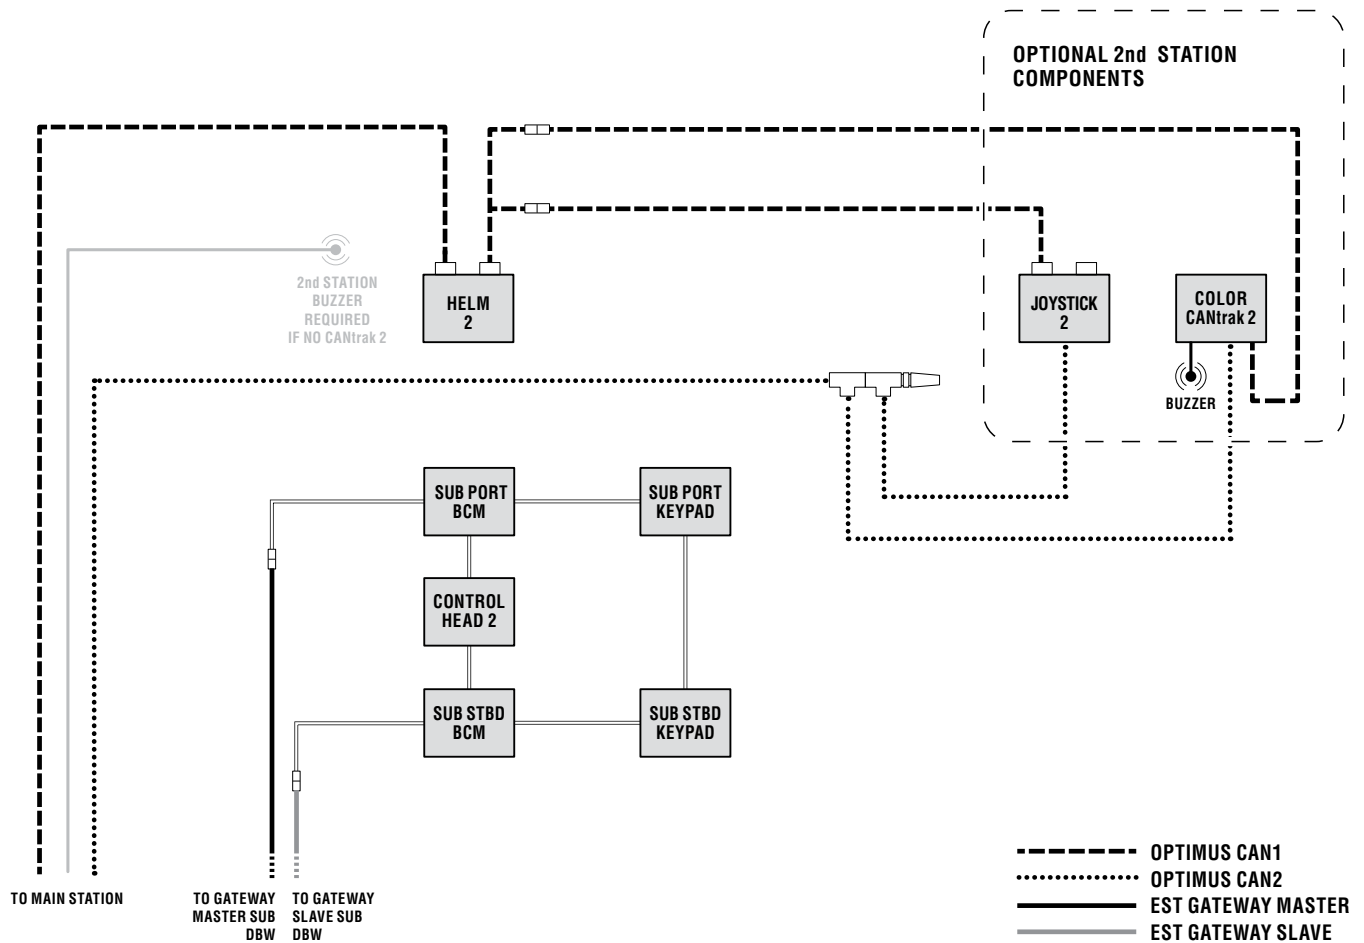 OPTIONAL 2nd STATION
COMPONENTS
2nd STATION
BUZZER
REQUIRED
IF NO CANtrak 2
HELM
2
JOYSTICK
2
COLOR
CANtrak 2
BUZZER
SUB PORT
BCM
SUB PORT
KEYPAD
CONTROL
HEAD 2
SUB STBD
BCM
SUB STBD
KEYPAD
TO MAIN STATION
TO GATEWAY
MASTER SUB
DBW
TO GATEWAY
SLAVE SUB
DBW
OPTIMUS CAN1
OPTIMUS CAN2
EST GATEWAY MASTER
EST GATEWAY SLAVE